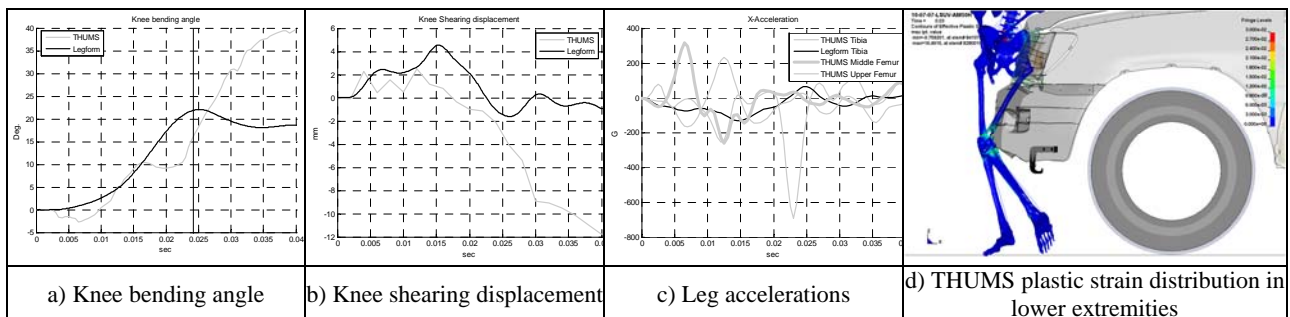 Knee bending angle
THUMS
Legform
40
35
30
25
20
15
10
5
0
-5
Deg.
0 0.005 0.01 0.015 0.02 0.025 0.03 0.035 0.04
sec
Knee Shearing displacement
THUMS
Legform
6
4
2
0
-2
-4
-6
-8
-10
-12
mm
0 0.005 0.01 0.015 0.02 0.025 0.03 0.035
sec
X-Acceleration
THUMS Tibia
Legform Tibia
THUMS Middle Femur
THUMS Upper Femur
400
200
0
-200
-400
-600
-800
G
0 0.005 0.01 0.015 0.02 0.025 0.03 0.035
sec
Contours of Effective Plastic
Fringe Levels
a) Knee bending angle
b) Knee shearing displacement
c) Leg accelerations
d) THUMS plastic strain distribution in
lower extremities